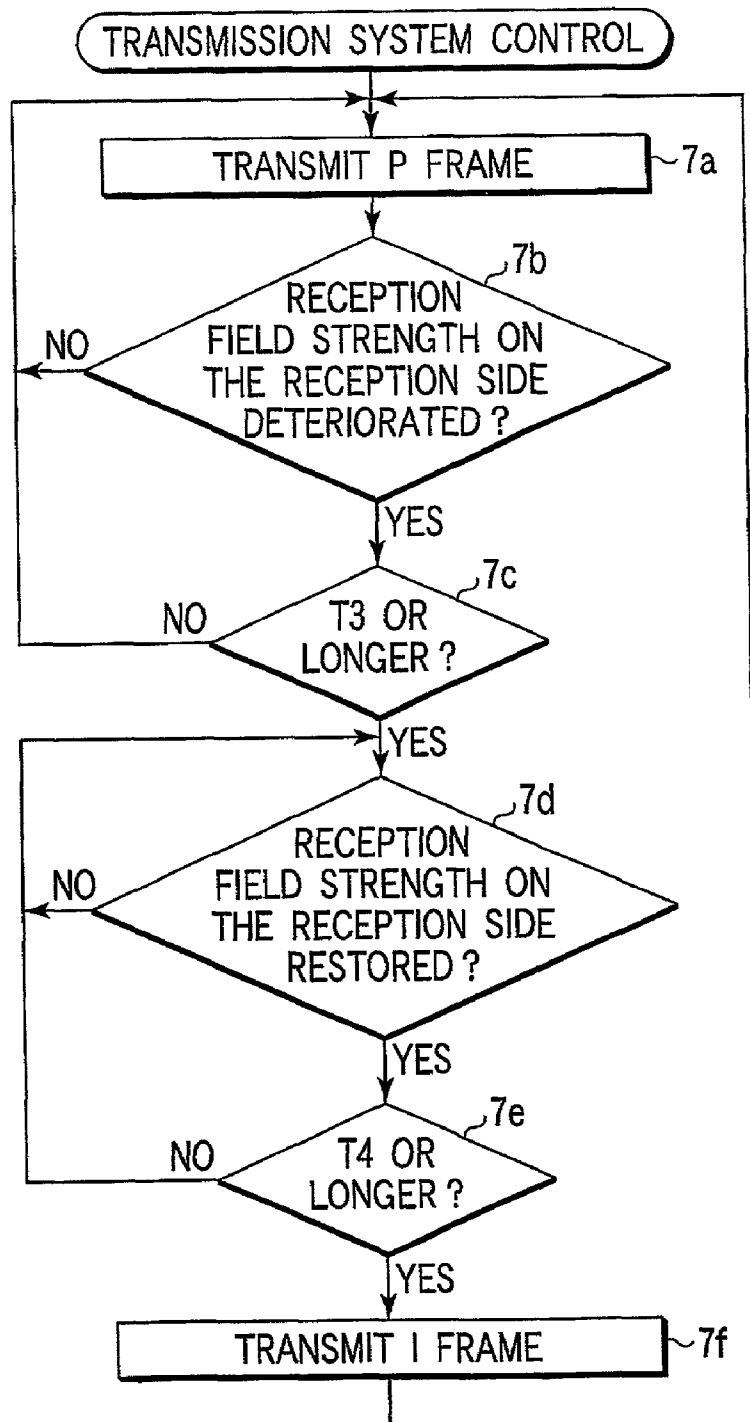 TRANSMISSION SYSTEM CONTROL
TRANSMIT P FRAME
7a
7b
RECEPTION
FIELD STRENGTH ON
THE RECEPTION SIDE
DETERIORATED ?
NO
YES
7c
T3 OR
LONGER ?
NO
YES
7d
RECEPTION
FIELD STRENGTH ON
THE RECEPTION SIDE
RESTORED ?
NO
YES
7e
T4 OR
LONGER ?
NO
YES
TRANSMIT I FRAME
7f